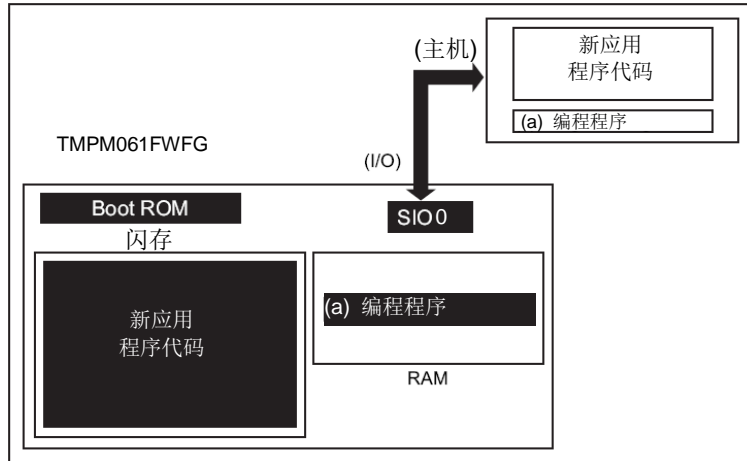 (主机)
新应用
程序代码
(a) 编程程序
TMPM061FWFG
(I/O)
Boot ROM
SIO0
闪存
新应用
程序代码
(a) 编程程序
RAM